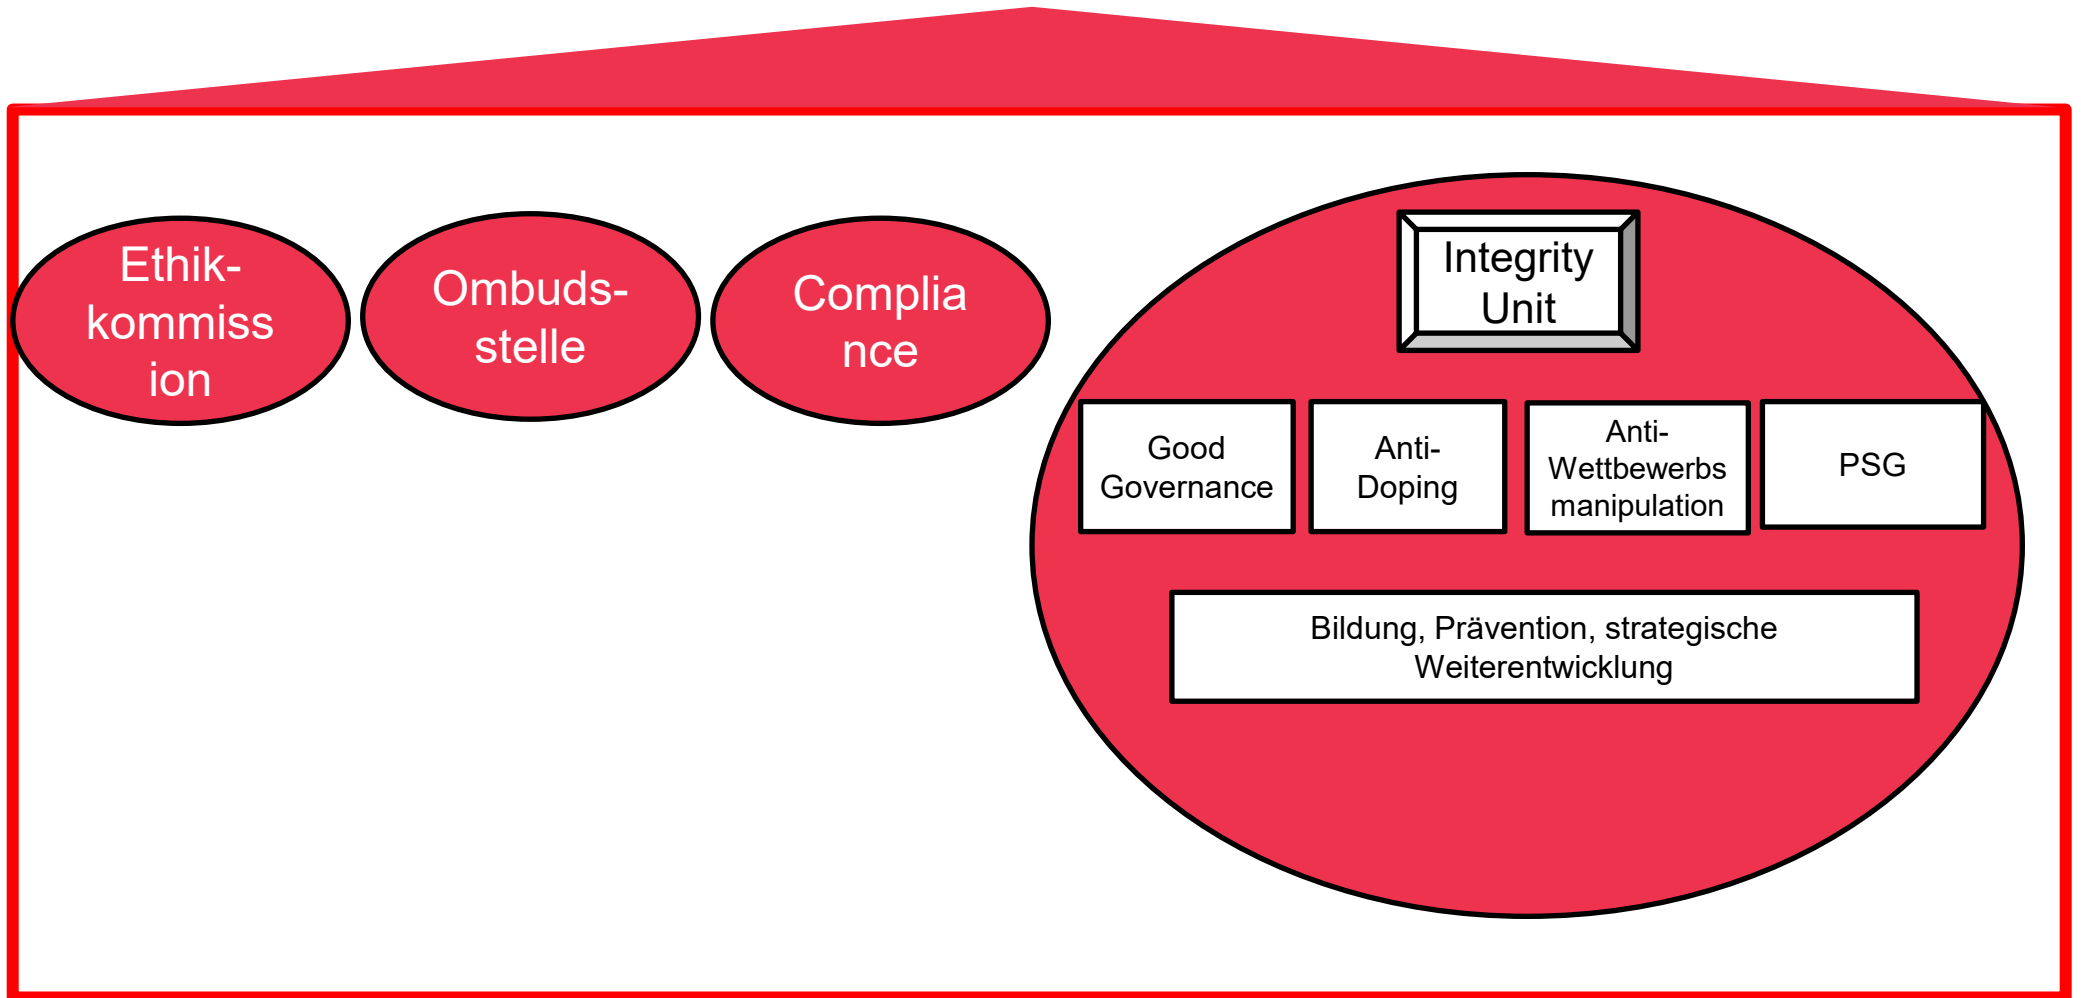 Ethik-
kommiss
ion
Ombuds-
stelle
Complia
nce
Integrity
Unit
Good
Governance
Anti-
Doping
Anti-
Wettbewerbs
manipulation
PSG
Bildung, Prävention, strategische
Weiterentwicklung